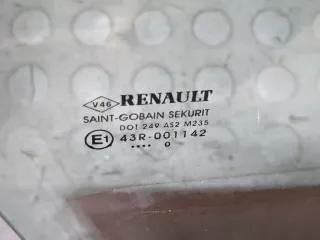 V46 RENAULT
SAINT-GOBAIN SEKURIT
DOT 249 AS2 M235
E1 43R-001142
.... 0